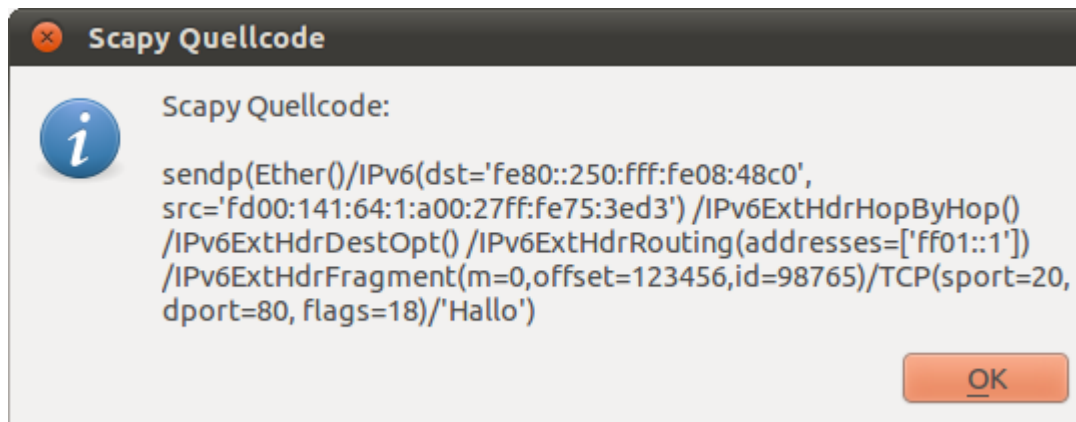 Scapy Quellcode
Scapy Quellcode:
sendp(Ether()/IPv6(dst='fe80::250:fff:fe08:48c0',
src='fd00:141:64:1:a00:27ff:fe75:3ed3') /IPv6ExtHdrHopByHop()
/IPv6ExtHdrDestOpt() /IPv6ExtHdrRouting(addresses=['ff01::1'])
/IPv6ExtHdrFragment(m=0,offset=123456,id=98765)/TCP(sport=20,
dport=80, flags=18)/'Hallo')
OK